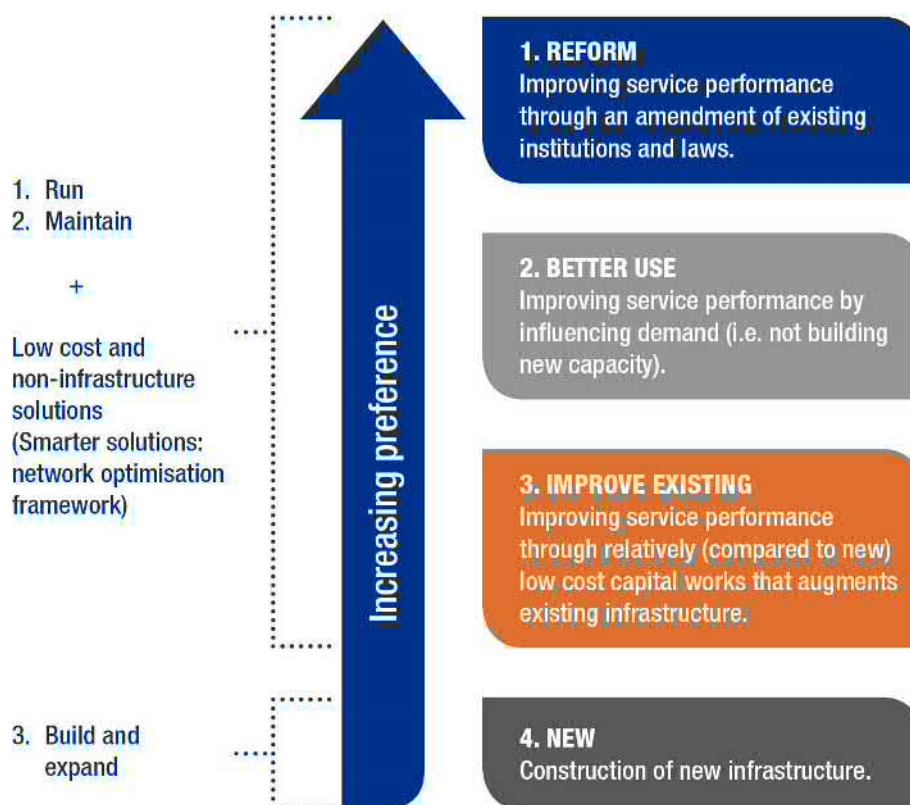 1. Run
2. Maintain
+
Low cost and
non-infrastructure
solutions
(Smarter solutions:
network optimisation
framework)
3. Build and
expand
Increasing preference
1. REFORM
Improving service performance
through an amendment of existing
institutions and laws.
2. BETTER USE
Improving service performance by
influencing demand (i.e. not building
new capacity).
3. IMPROVE EXISTING
Improving service performance
through relatively (compared to new)
low cost capital works that augments
existing infrastructure.
4. NEW
Construction of new infrastructure.